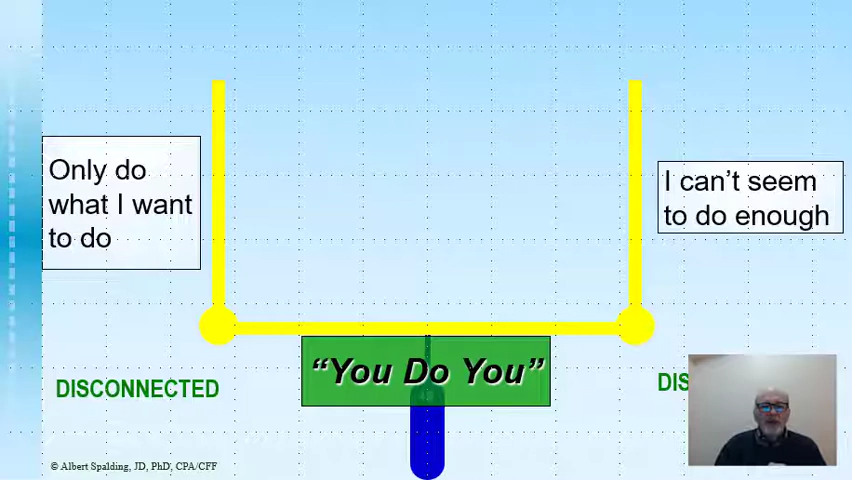 Only do
what I want
to do
I can’t seem
to do enough
“You Do You”
DISCONNECTED
DIS
© Albert Spalding, JD, PhD, CPA/CFF